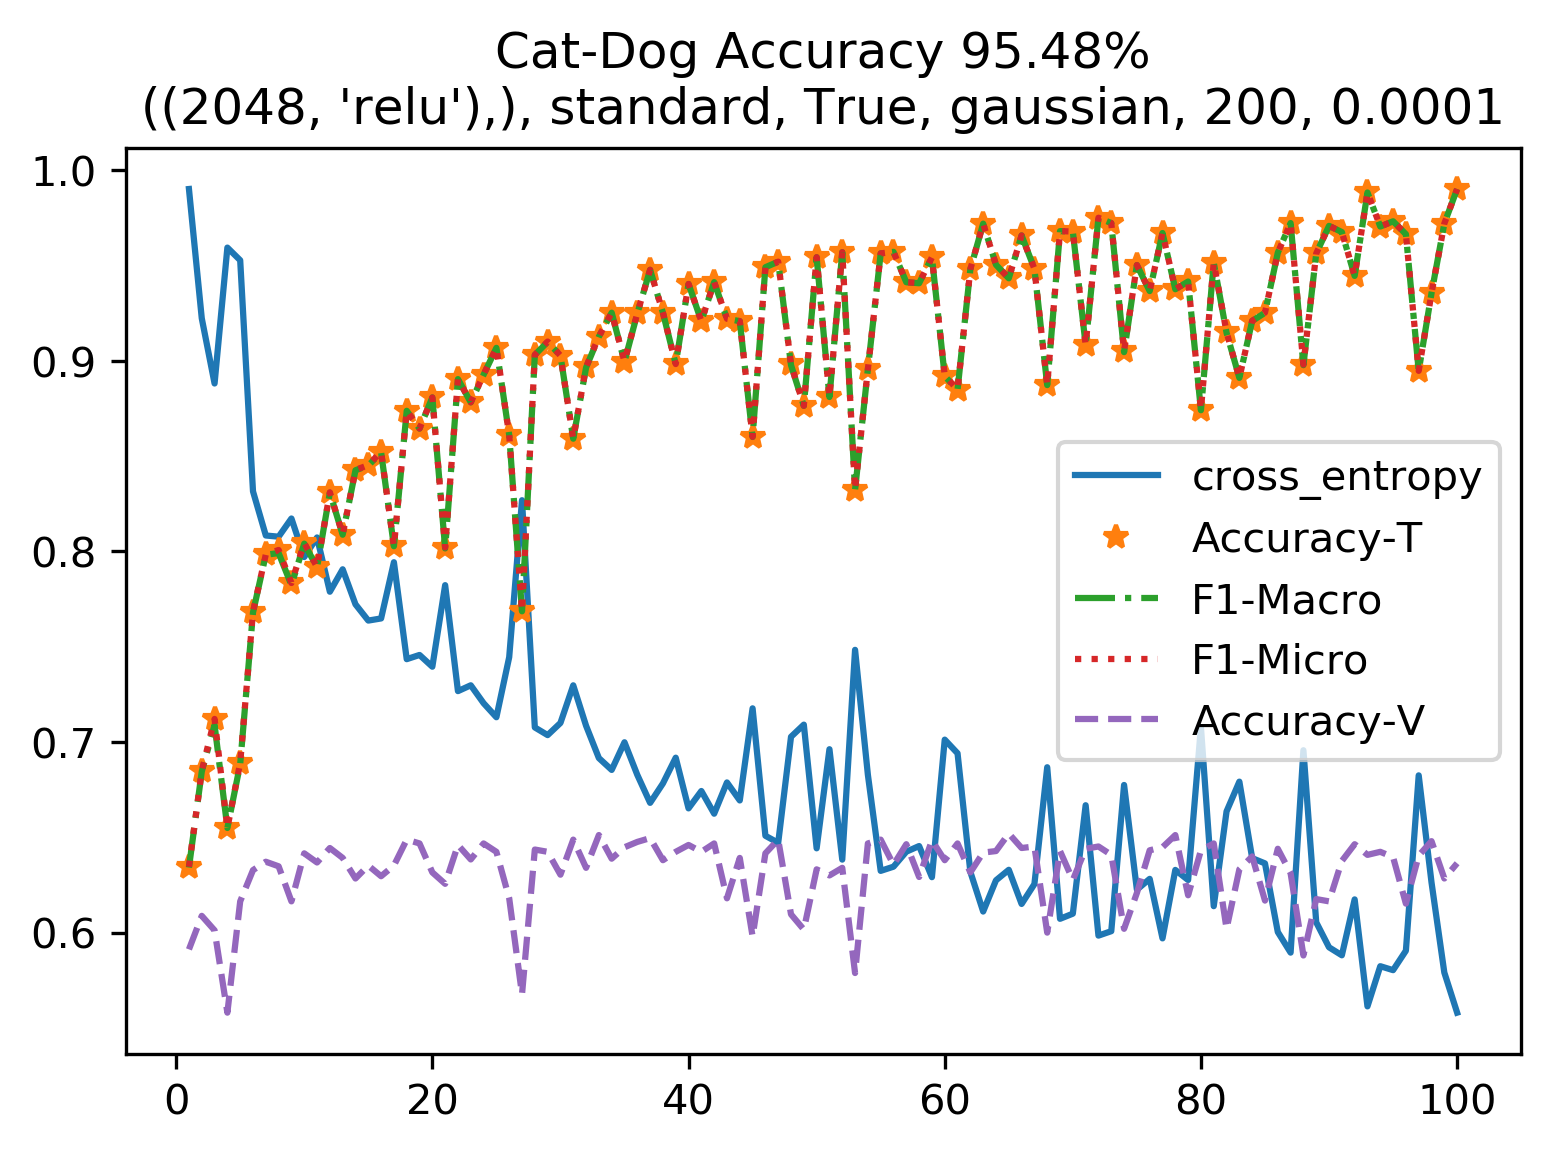 Cat-Dog Accuracy 95.48%
((2048, 'relu'),), standard, True, gaussian, 200, 0.0001
1.0
0.9
0.8
0.7
0.6
cross_entropy
Accuracy-T
F1-Macro
F1-Micro
Accuracy-V
0 20 40 60 80 100